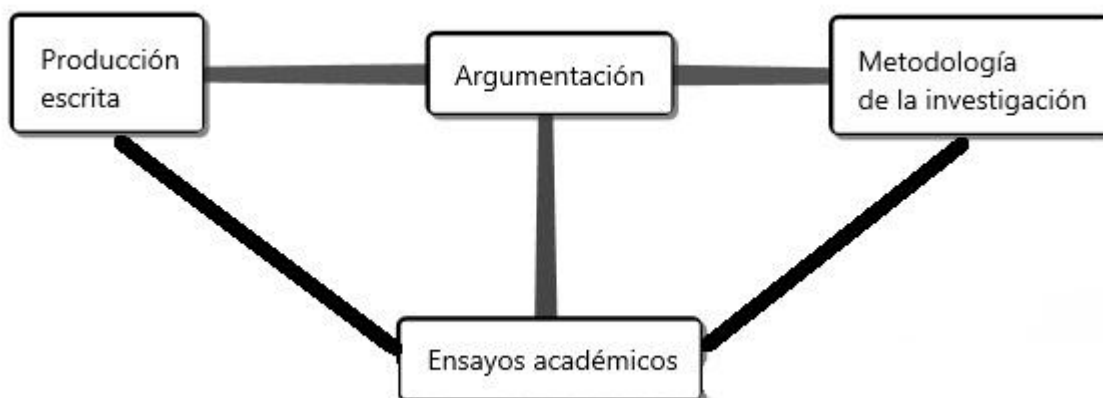 Producción
escrita
Argumentación
Metodología
de la investigación
Ensayos académicos